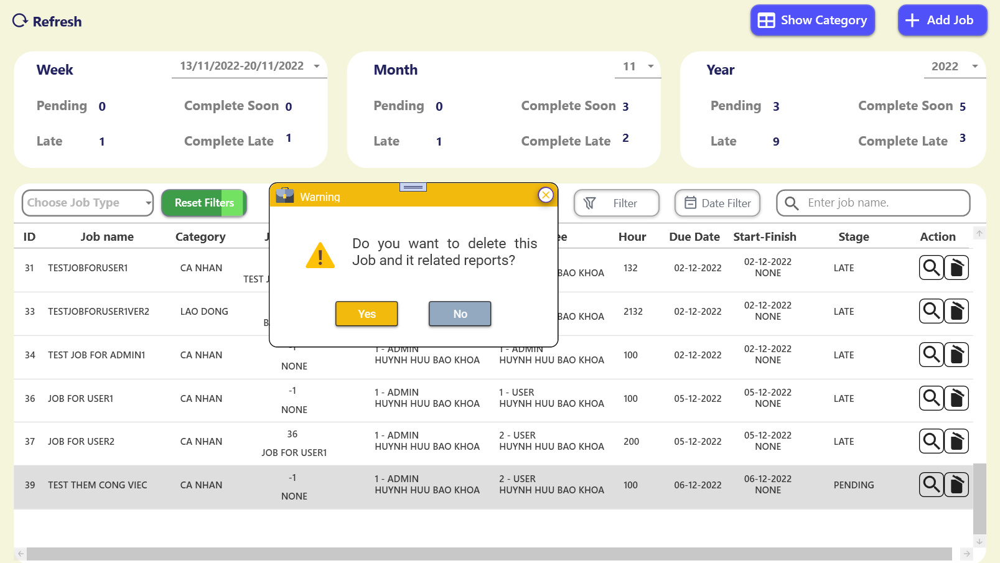 Refresh
Show Category
Add Job
Week
13/11/2022-20/11/2022
Pending 0
Complete Soon 0
Late 1
Complete Late 1
Month
11
Pending 0
Complete Soon 3
Late 1
Complete Late 2
Year
2022
Pending 3
Complete Soon 5
Late 9
Complete Late 3
Choose Job Type
Reset Filters
Filter
Date Filter
Enter job name.
Warning
Do you want to delete this
Job and it related reports?
Yes
No
ID Job name Category J ee Hour Due Date Start-Finish Stage Action
31 TESTJOBFORUSER1 CA NHAN TEST J BAO KHOA 132 02-12-2022 02-12-2022 NONE LATE
33 TESTJOBFORUSER1VER2 LAO DONG B BAO KHOA 2132 02-12-2022 02-12-2022 NONE LATE
34 TEST JOB FOR ADMIN1 CA NHAN -1 NONE 1 - ADMIN HUYNH HUU BAO KHOA 1 - ADMIN HUYNH HUU BAO KHOA 100 02-12-2022 02-12-2022 NONE LATE
36 JOB FOR USER1 CA NHAN -1 NONE 1 - ADMIN HUYNH HUU BAO KHOA 1 - USER HUYNH HUU BAO KHOA 100 05-12-2022 05-12-2022 NONE LATE
37 JOB FOR USER2 CA NHAN 36 JOB FOR USER1 1 - ADMIN HUYNH HUU BAO KHOA 2 - USER HUYNH HUU BAO KHOA 200 05-12-2022 05-12-2022 NONE LATE
39 TEST THEM CONG VIEC CA NHAN -1 NONE 1 - ADMIN HUYNH HUU BAO KHOA 2 - USER HUYNH HUU BAO KHOA 100 06-12-2022 06-12-2022 NONE PENDING